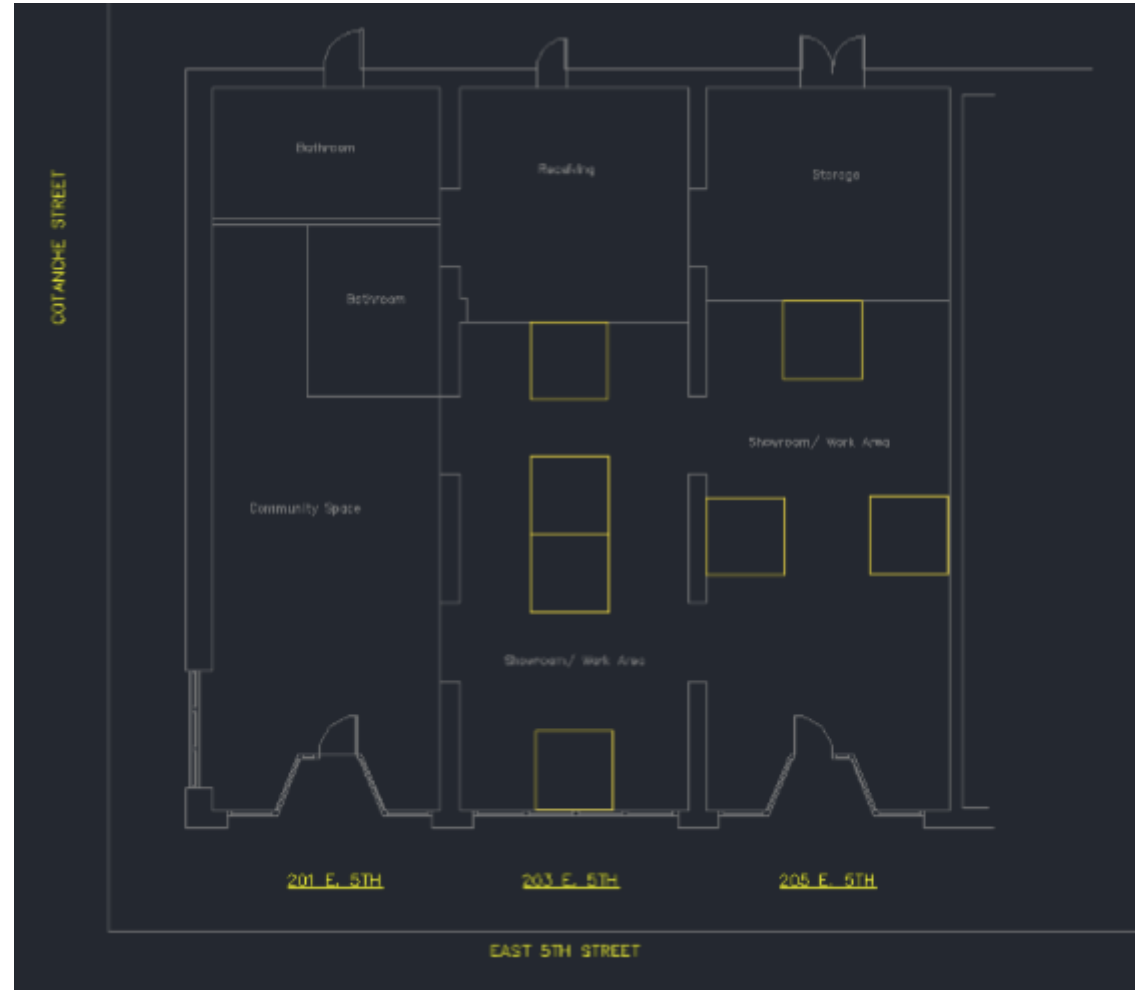 Bathroom
Receiving
Storage
COTANCHE STREET
Bathroom
Showroom/ Work Area
Community Space
Showroom/ Work Area
201 E. 5TH
203 E. 5TH
205 E. 5TH
EAST 5TH STREET